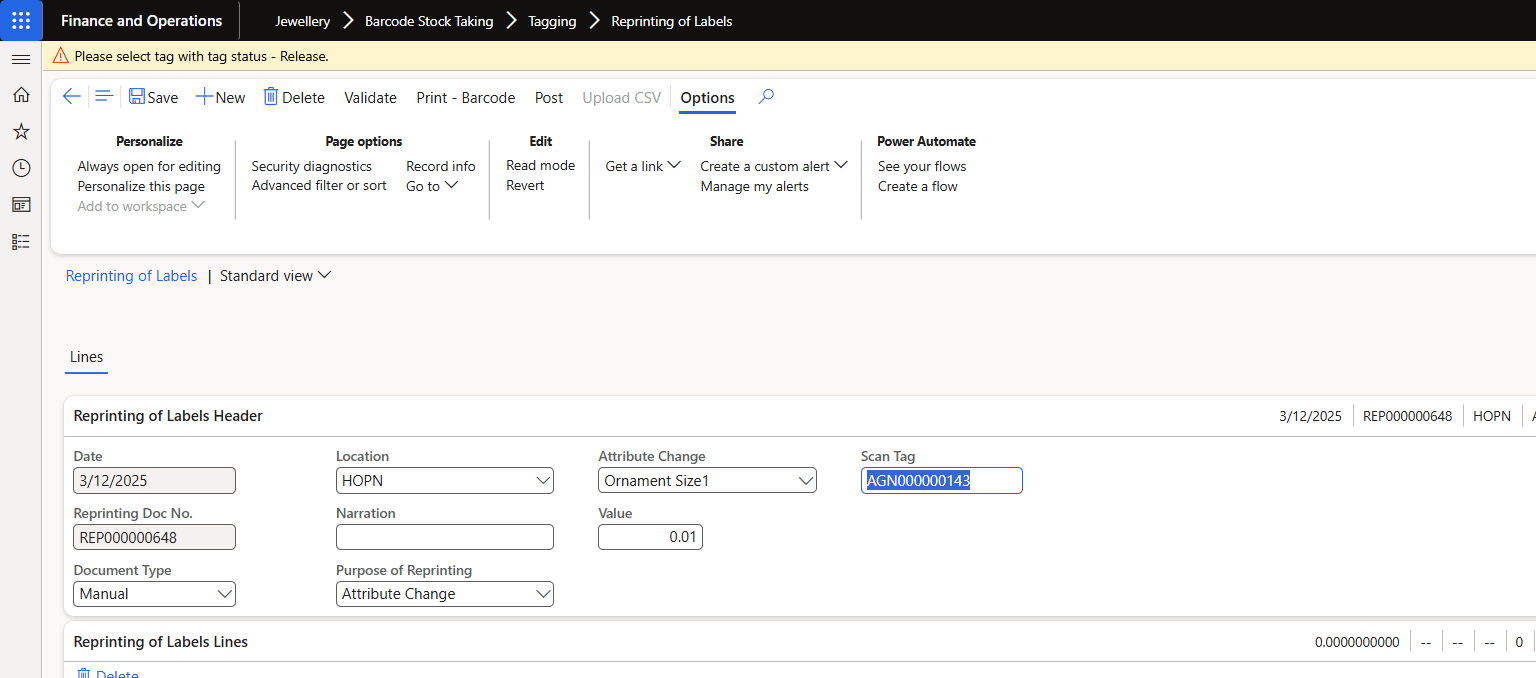 Finance and Operations Jewellery Barcode Stock Taking Tagging Reprinting of Labels
Please select tag with tag status - Release.
Save New Delete Validate Print - Barcode Post Upload CSV Options
Personalize Page options Edit Share Power Automate
Always open for editing Security diagnostics Record info Read mode Get a link Create a custom alert See your flows
Personalize this page Advanced filter or sort Go to Revert Manage my alerts Create a flow
Add to workspace
Reprinting of Labels | Standard view
Lines
Reprinting of Labels Header 3/12/2025 REP000000648 HOPN
Date Location Attribute Change Scan Tag
3/12/2025 HOPN Ornament Size1 AGN000000143
Reprinting Doc No. Narration Value
REP000000648 0.01
Document Type Purpose of Reprinting
Manual Attribute Change
Reprinting of Labels Lines 0.0000000000 -- -- -- 0
Delete